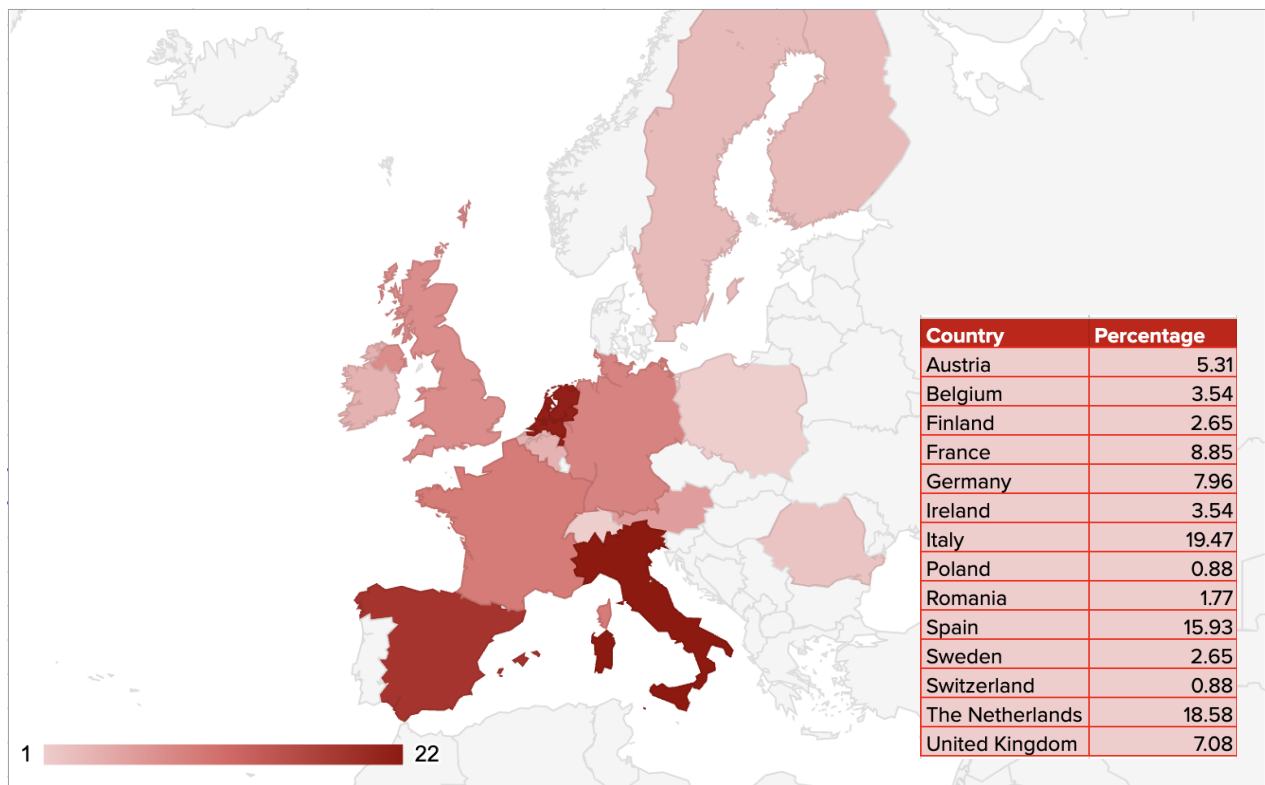 Country Percentage
Austria 5.31
Belgium 3.54
Finland 2.65
France 8.85
Germany 7.96
Ireland 3.54
Italy 19.47
Poland 0.88
Romania 1.77
Spain 15.93
Sweden 2.65
Switzerland 0.88
The Netherlands 18.58
United Kingdom 7.08
1 22